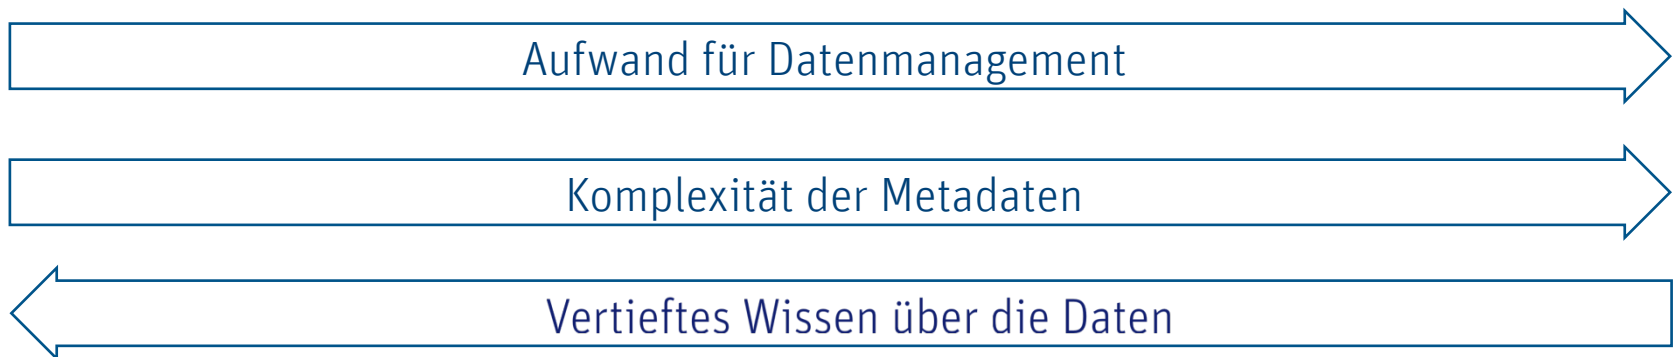 Aufwand für Datenmanagement
Komplexität der Metadaten
Vertieftes Wissen über die Daten